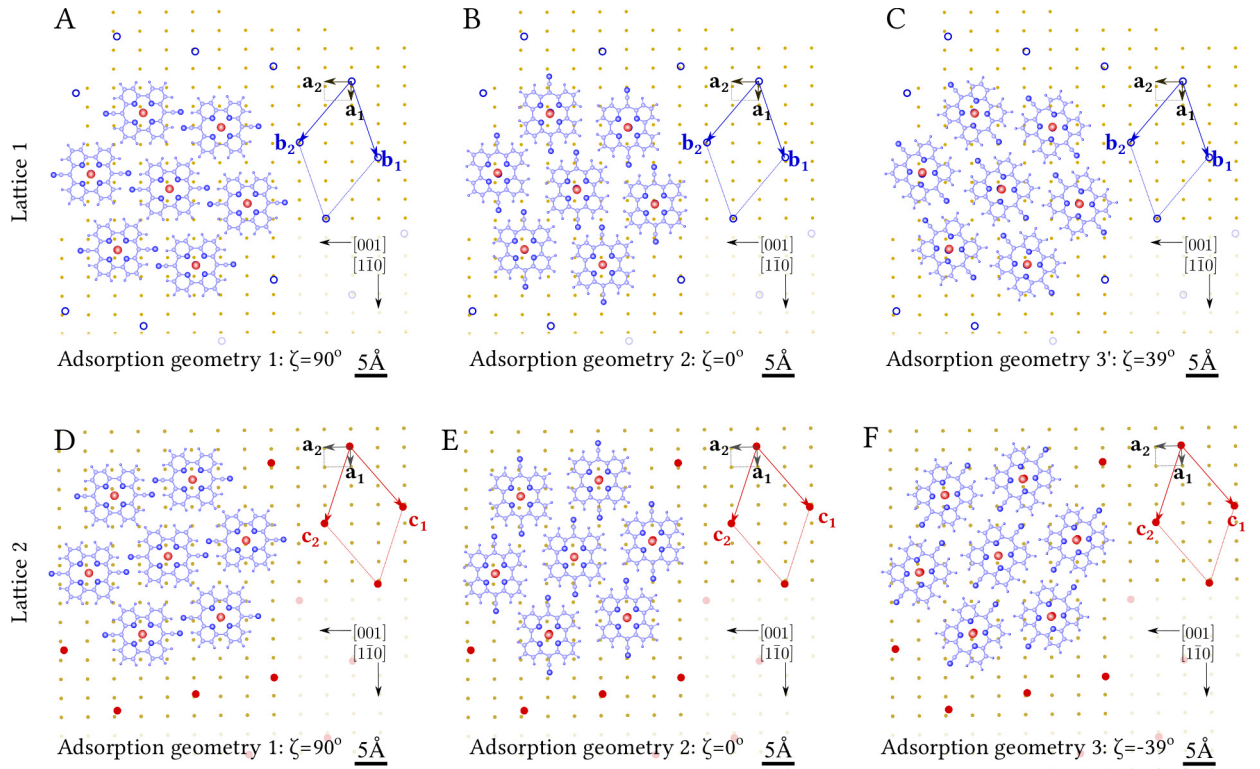 A
B
C
Lattice 1
a₂
a₁
b₂
b₁
[001]
[11̄0]
a₂
a₁
b₂
b₁
[001]
[11̄0]
a₂
a₁
b₂
b₁
[001]
[11̄0]
Adsorption geometry 1: ζ=90°
5Å
Adsorption geometry 2: ζ=0°
5Å
Adsorption geometry 3': ζ=39°
5Å
D
E
F
Lattice 2
a₂
a₁
c₁
c₂
[001]
[11̄0]
a₂
a₁
c₁
c₂
[001]
[11̄0]
a₂
a₁
c₁
c₂
[001]
[11̄0]
Adsorption geometry 1: ζ=90°
5Å
Adsorption geometry 2: ζ=0°
5Å
Adsorption geometry 3: ζ=-39°
5Å